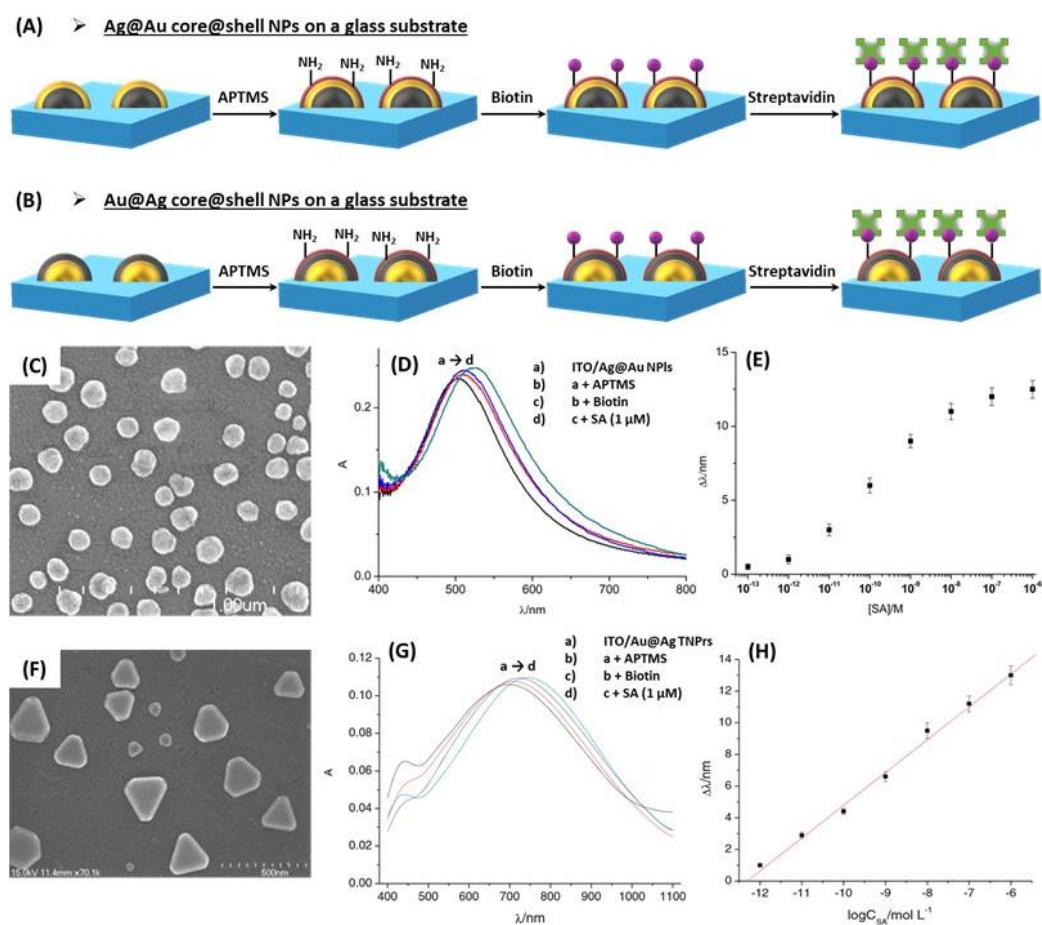 (A) ➢ Ag@Au core@shell NPs on a glass substrate
NH₂ NH₂ NH₂ NH₂
APTMS Biotin Streptavidin
(B) ➢ Au@Ag core@shell NPs on a glass substrate
NH₂ NH₂ NH₂ NH₂
APTMS Biotin Streptavidin
(C)
1.00um
(D)
a → d
a) ITO/Ag@Au NPls
b) a + APTMS
c) b + Biotin
d) c + SA (1 µM)
A
0.2
0.1
400 500 600 700 800
λ/nm
(E)
Δλ/nm
10
5
0
10⁻¹³ 10⁻¹² 10⁻¹¹ 10⁻¹⁰ 10⁻⁹ 10⁻⁸ 10⁻⁷ 10⁻⁶
[SA]/M
(F)
15.0kV 11.4mm x70.1k 500nm
(G)
a → d
a) ITO/Au@Ag TNPrs
b) a + APTMS
c) b + Biotin
d) c + SA (1 µM)
A
0.12
0.10
0.08
0.06
0.04
0.02
0.00
400 500 600 700 800 900 1000 1100
λ/nm
(H)
Δλ/nm
14
12
10
8
6
4
2
0
-12 -11 -10 -9 -8 -7 -6
logC_SA/mol L⁻¹